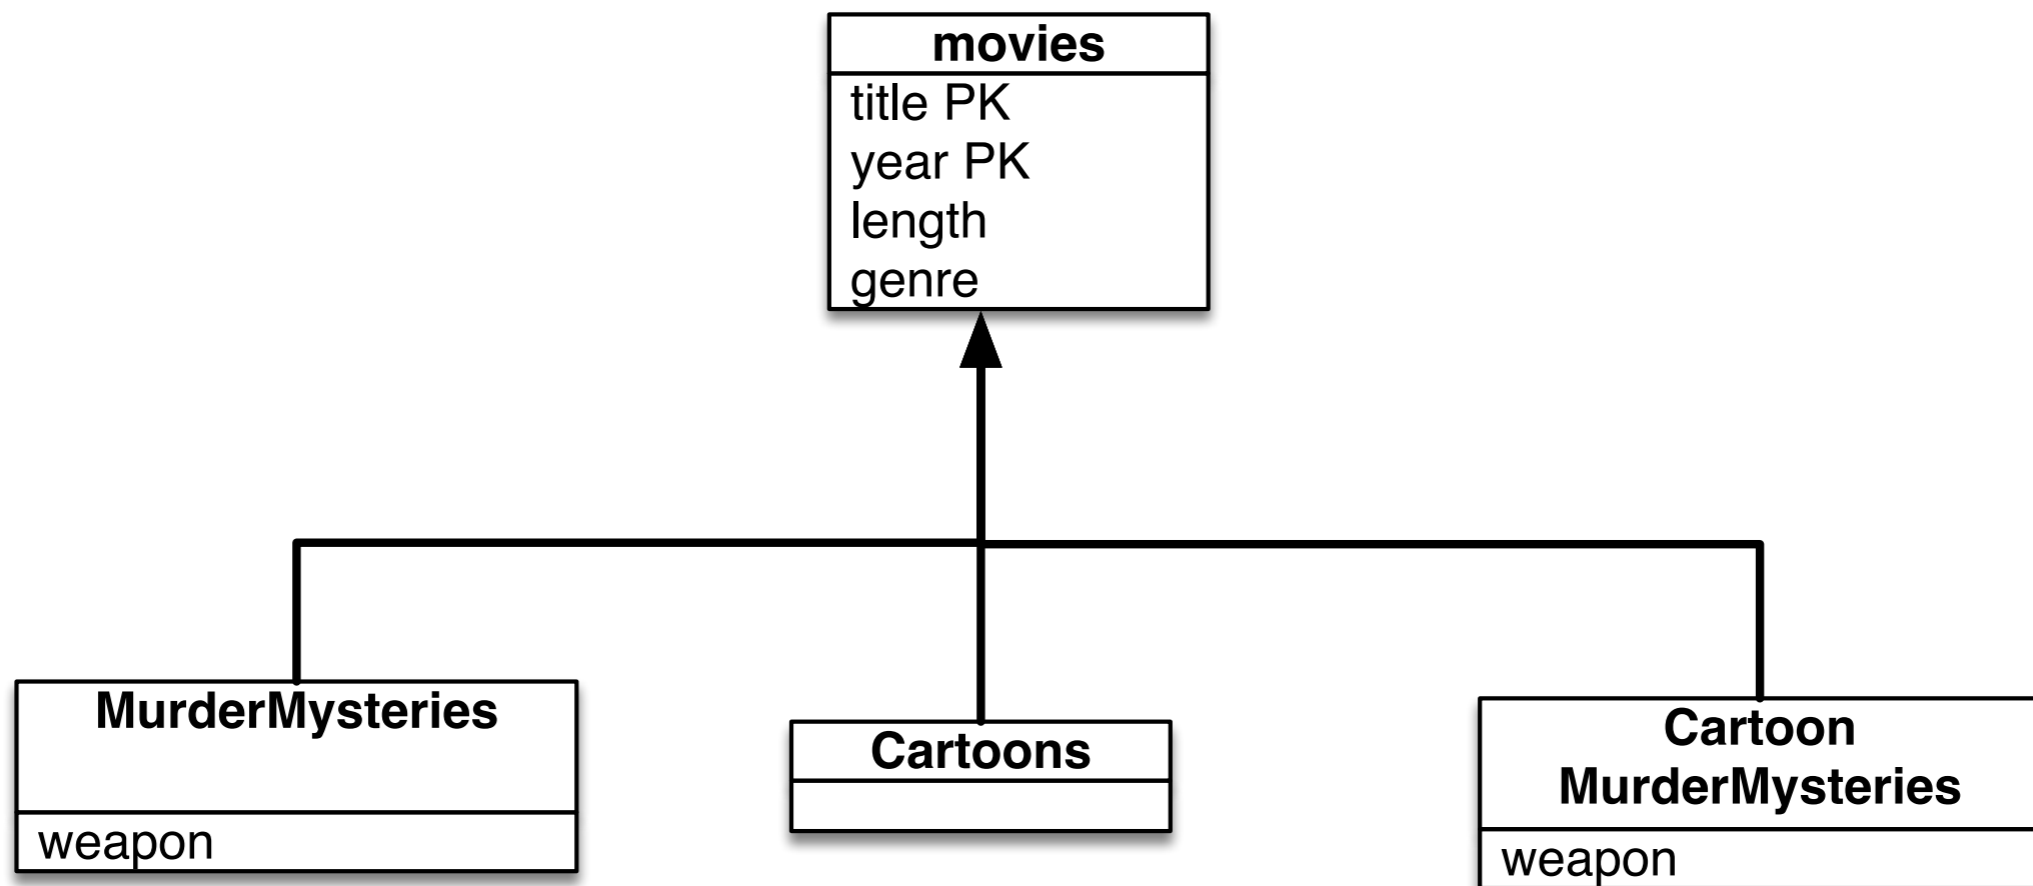 movies
title PK
year PK
length
genre
MurderMysteries
weapon
Cartoons
Cartoon
MurderMysteries
weapon